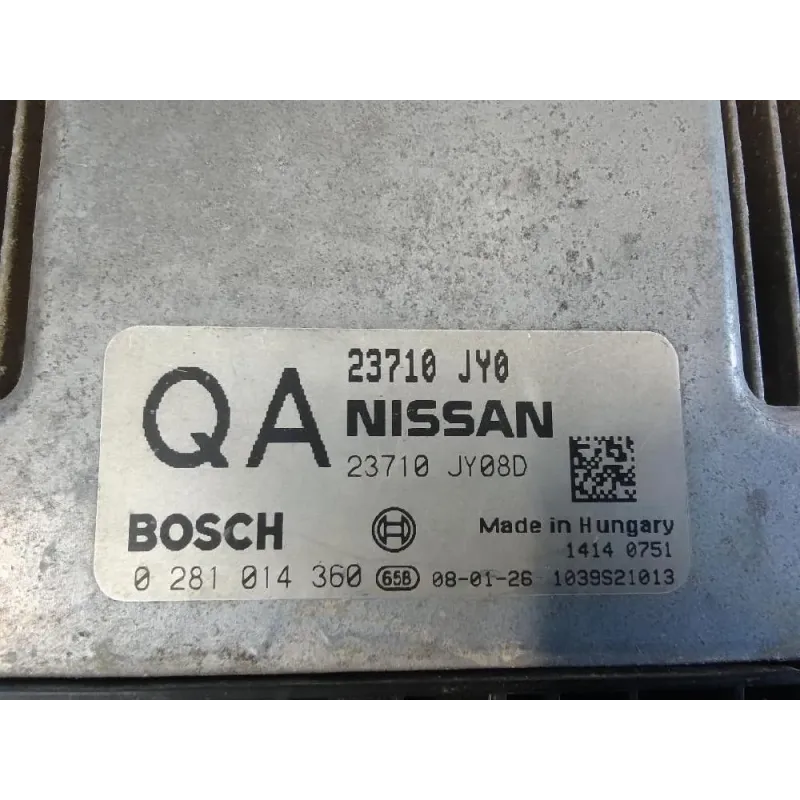 23710 JY0
QA
NISSAN
23710 JY08D
BOSCH
Made in Hungary
1414 0751
0 281 014 360 65B 08-01-26 1039S21013